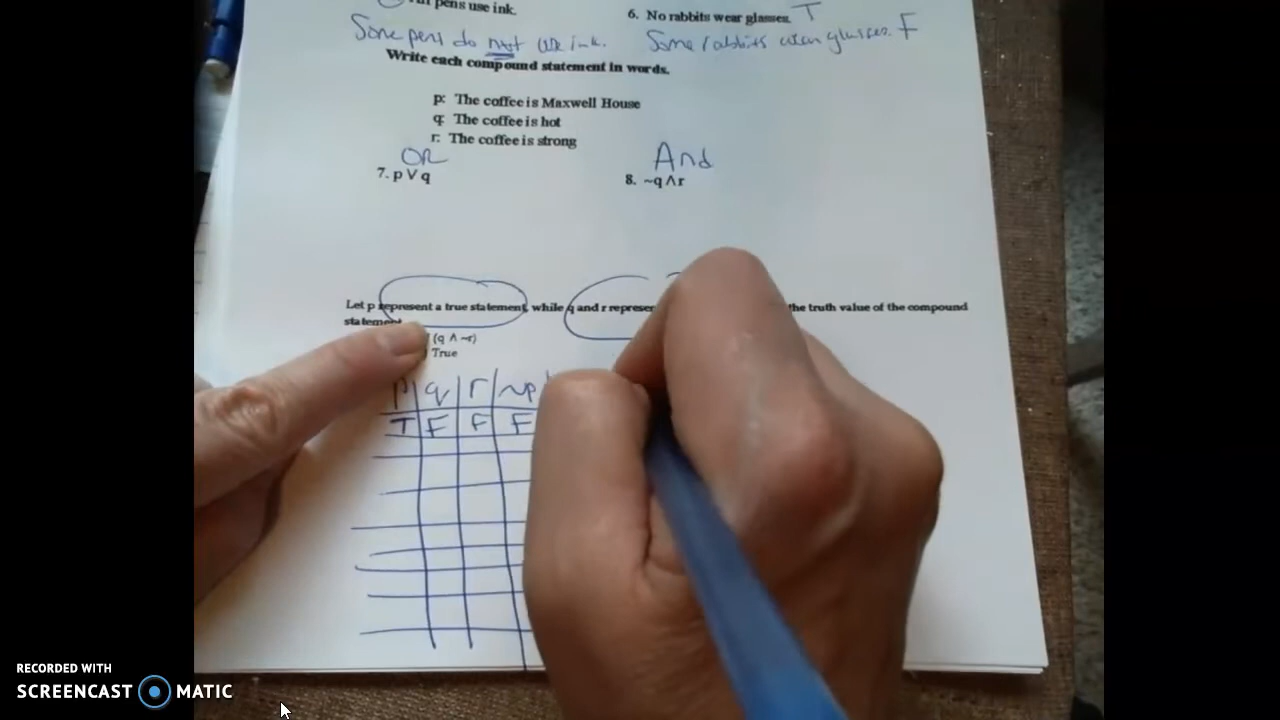 pens use ink.
6. No rabbits wear glasses. T
Some pens do not use ink. Some rabbits wear glasses. F
Write each compound statement in words.
p: The coffee is Maxwell House
q: The coffee is hot
r: The coffee is strong
OR And
7. p V q 8. ~q Λ r
Let p represent a true statement, while q and r represen the truth value of the compound
statement
(q ^ ~r)
True
p q r ~p
T F F F
RECORDED WITH
SCREENCAST MATIC